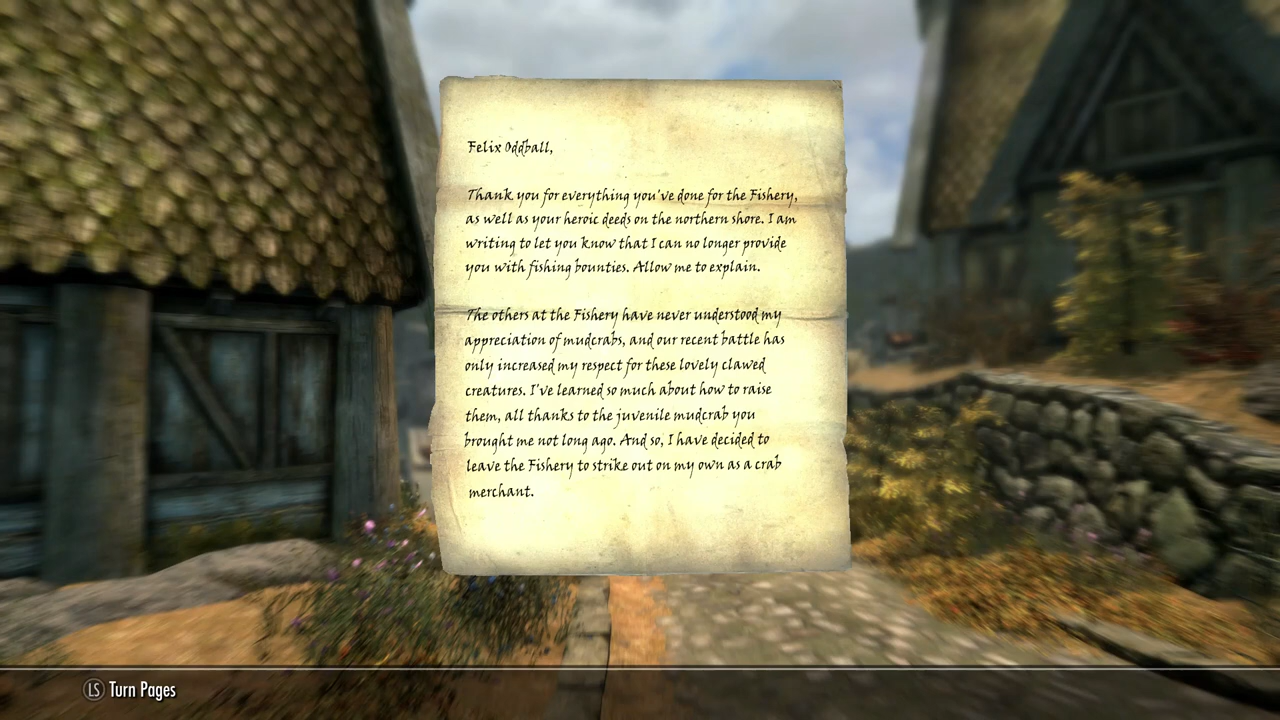 Felix Oddball,
Thank you for everything you've done for the Fishery,
as well as your heroic deeds on the northern shore. I am
writing to let you know that I can no longer provide
you with fishing bounties. Allow me to explain.
The others at the Fishery have never understood my
appreciation of mudcrabs, and our recent battle has
only increased my respect for these lovely clawed
creatures. I've learned so much about how to raise
them, all thanks to the juvenile mudcrab you
brought me not long ago. And so, I have decided to
leave the Fishery to strike out on my own as a crab
merchant.
LS Turn Pages